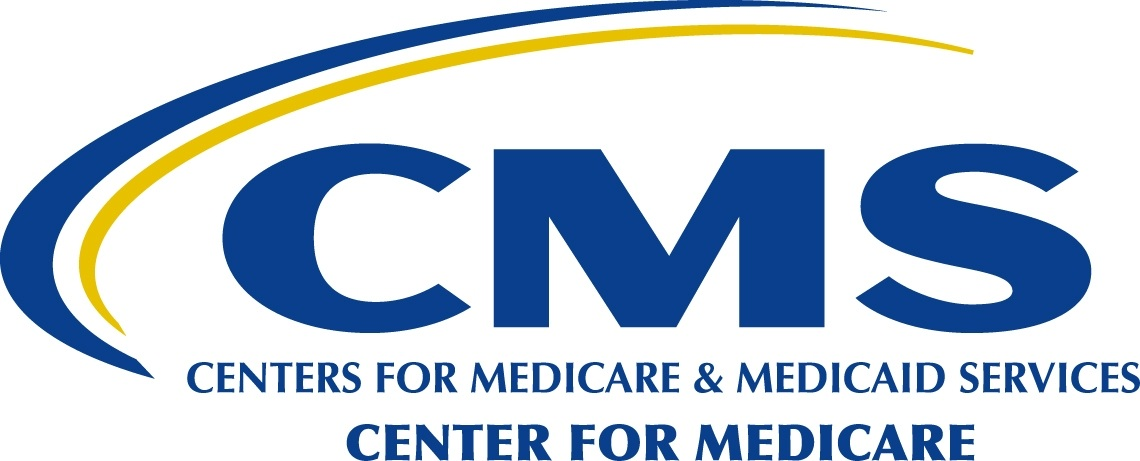 CMS
CENTERS FOR MEDICARE & MEDICAID SERVICES
CENTER FOR MEDICARE